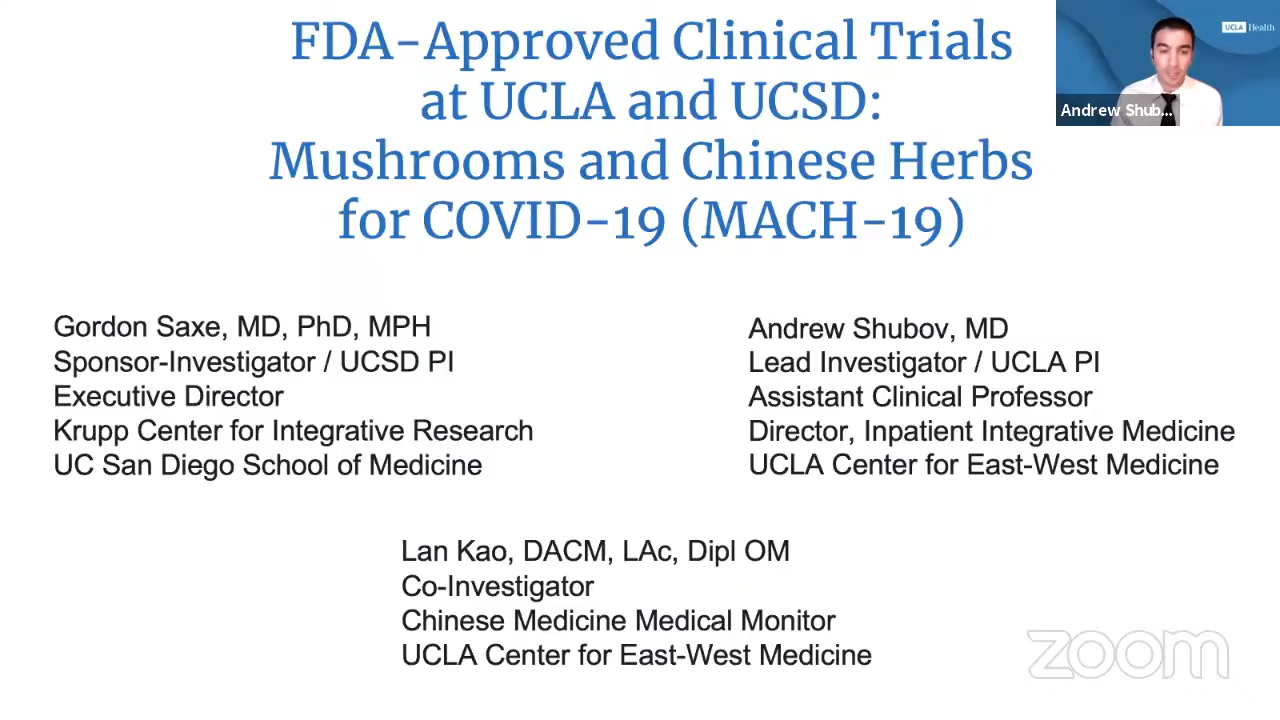 FDA-Approved Clinical Trials
at UCLA and UCSD:
Mushrooms and Chinese Herbs
for COVID-19 (MACH-19)
UCLA Health
Andrew Shub...
Gordon Saxe, MD, PhD, MPH
Sponsor-Investigator / UCSD PI
Executive Director
Krupp Center for Integrative Research
UC San Diego School of Medicine
Andrew Shubov, MD
Lead Investigator / UCLA PI
Assistant Clinical Professor
Director, Inpatient Integrative Medicine
UCLA Center for East-West Medicine
Lan Kao, DACM, LAc, Dipl OM
Co-Investigator
Chinese Medicine Medical Monitor
UCLA Center for East-West Medicine
zoom